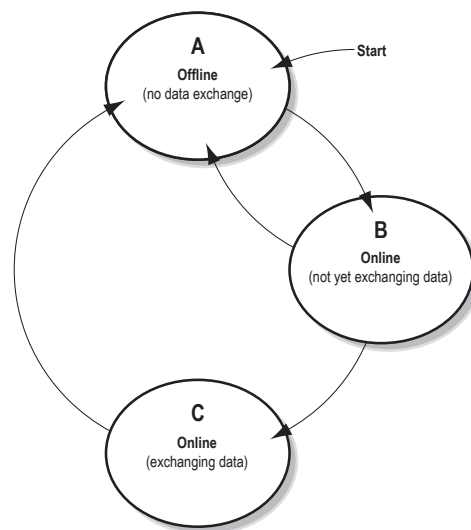 A
Offline
(no data exchange)
Start
B
Online
(not yet exchanging data)
C
Online
(exchanging data)